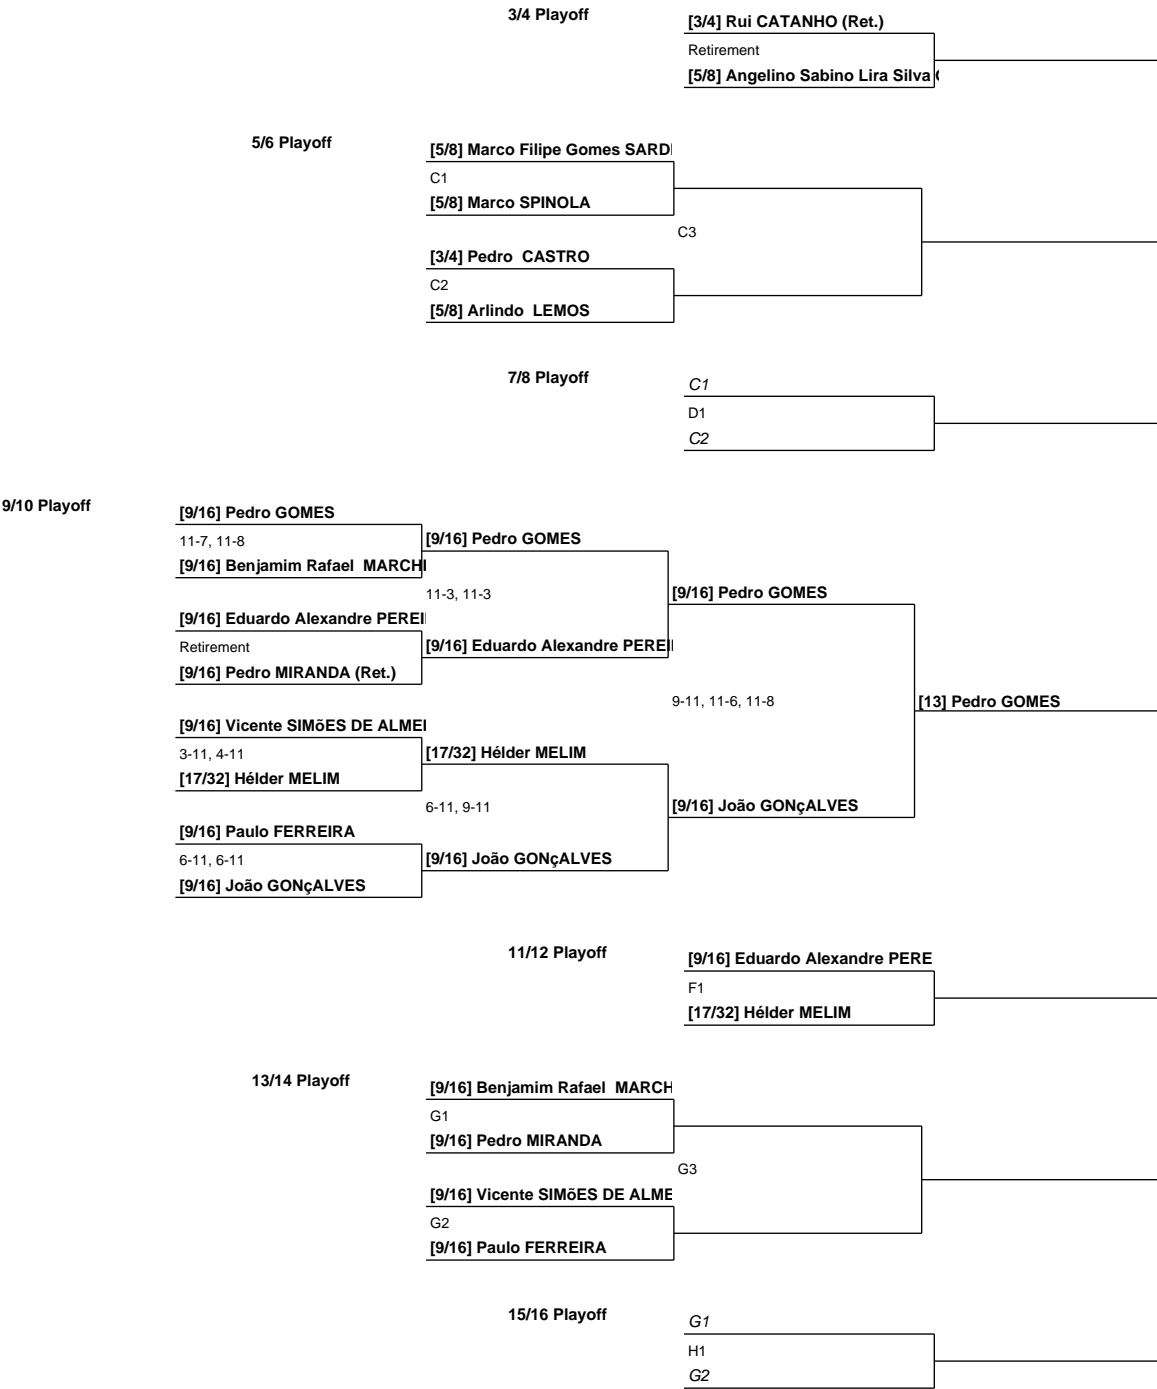 3/4 Playoff
[3/4] Rui CATANHO (Ret.)
Retirement
[5/8] Angelino Sabino Lira Silva
5/6 Playoff
[5/8] Marco Filipe Gomes SARD
C1
[5/8] Marco SPINOLA
C3
[3/4] Pedro CASTRO
C2
[5/8] Arlindo LEMOS
7/8 Playoff
C1
D1
C2
9/10 Playoff
[9/16] Pedro GOMES
11-7, 11-8
[9/16] Pedro GOMES
[9/16] Benjamim Rafael MARCH
11-3, 11-3
[9/16] Pedro GOMES
[9/16] Eduardo Alexandre PEREI
Retirement
[9/16] Eduardo Alexandre PEREI
[9/16] Pedro MIRANDA (Ret.)
9-11, 11-6, 11-8
[13] Pedro GOMES
[9/16] Vicente SIMõES DE ALMEI
3-11, 4-11
[17/32] Hélder MELIM
[17/32] Hélder MELIM
6-11, 9-11
[9/16] João GONçALVES
[9/16] Paulo FERREIRA
6-11, 6-11
[9/16] João GONçALVES
[9/16] João GONçALVES
11/12 Playoff
[9/16] Eduardo Alexandre PERE
F1
[17/32] Hélder MELIM
13/14 Playoff
[9/16] Benjamim Rafael MARCH
G1
[9/16] Pedro MIRANDA
G3
[9/16] Vicente SIMõES DE ALME
G2
[9/16] Paulo FERREIRA
15/16 Playoff
G1
H1
G2